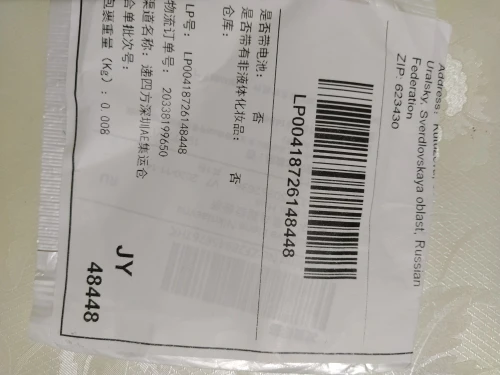 Address:
Uralsky, Sverdlovskaya oblast, Russian
Federation
ZIP: 623430
LP00418726148448
是否带电池: 否
是否带有非液体化妆品: 否
仓库:
LP号: LP00418726148448
物流订单号: 20338199650
渠道名称: 递四方深圳AE集运仓
合单批次号:
包裹重量 (Kg): 0.008
JY
48448